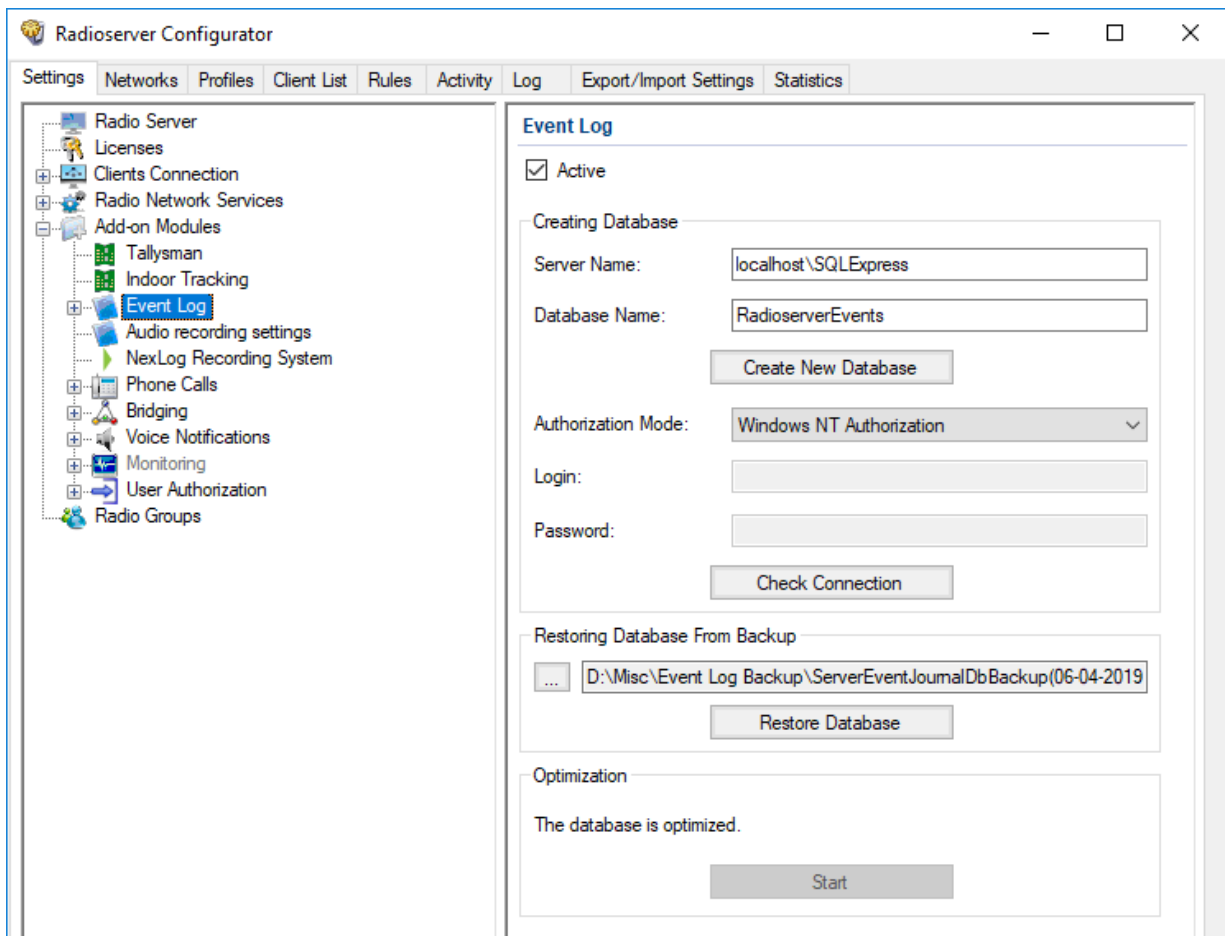 Radioserver Configurator
Settings Networks Profiles Client List Rules Activity Log Export/Import Settings Statistics
Radio Server
Licenses
Clients Connection
Radio Network Services
Add-on Modules
Tallysman
Indoor Tracking
Event Log
Audio recording settings
NexLog Recording System
Phone Calls
Bridging
Voice Notifications
Monitoring
User Authorization
Radio Groups
Event Log
Active
Creating Database
Server Name: localhost\SQLExpress
Database Name: RadioserverEvents
Create New Database
Authorization Mode: Windows NT Authorization
Login:
Password:
Check Connection
Restoring Database From Backup
... D:\Misc\Event Log Backup\ServerEventJournalDbBackup(06-04-2019
Restore Database
Optimization
The database is optimized.
Start